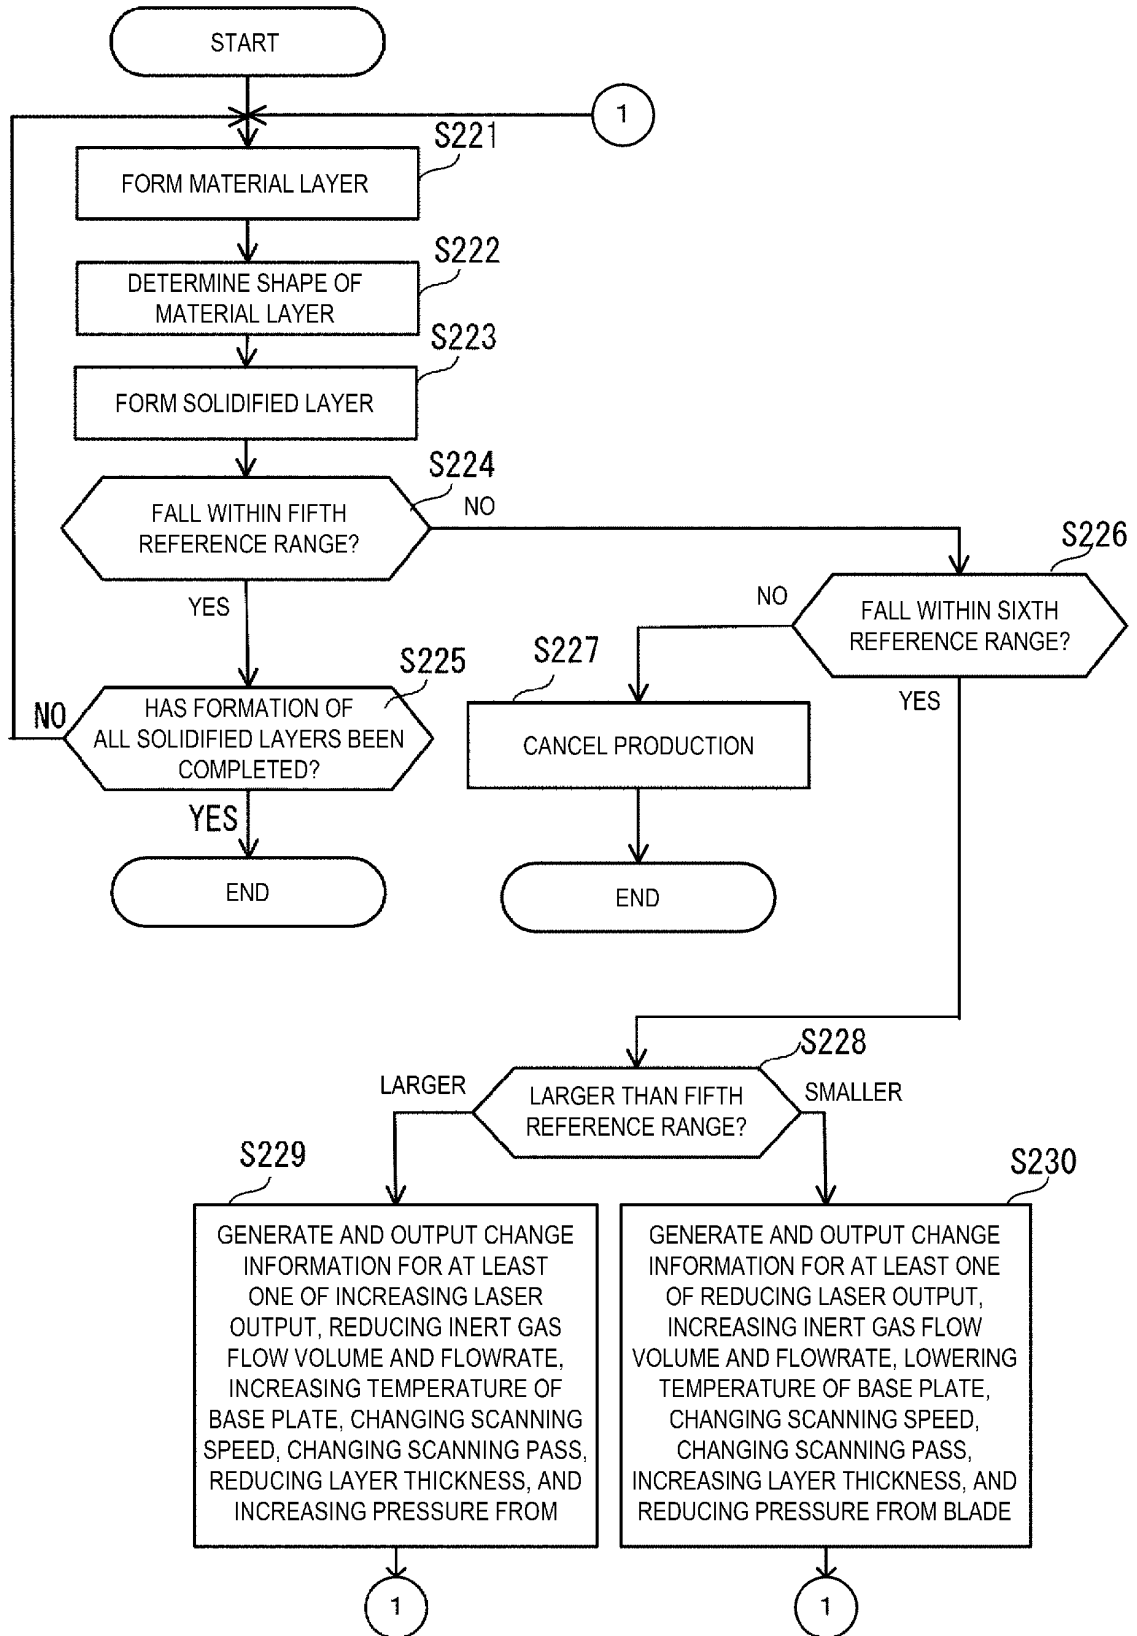 START
1
S221
FORM MATERIAL LAYER
S222
DETERMINE SHAPE OF
MATERIAL LAYER
S223
FORM SOLIDIFIED LAYER
S224
FALL WITHIN FIFTH
REFERENCE RANGE?
NO
YES
S226
FALL WITHIN SIXTH
REFERENCE RANGE?
NO
YES
S225
HAS FORMATION OF
ALL SOLIDIFIED LAYERS BEEN
COMPLETED?
NO
YES
END
S227
CANCEL PRODUCTION
END
S228
LARGER THAN FIFTH
REFERENCE RANGE?
LARGER
SMALLER
S229
GENERATE AND OUTPUT CHANGE
INFORMATION FOR AT LEAST
ONE OF INCREASING LASER
OUTPUT, REDUCING INERT GAS
FLOW VOLUME AND FLOWRATE,
INCREASING TEMPERATURE OF
BASE PLATE, CHANGING SCANNING
SPEED, CHANGING SCANNING PASS,
REDUCING LAYER THICKNESS, AND
INCREASING PRESSURE FROM
1
S230
GENERATE AND OUTPUT CHANGE
INFORMATION FOR AT LEAST ONE
OF REDUCING LASER OUTPUT,
INCREASING INERT GAS FLOW
VOLUME AND FLOWRATE, LOWERING
TEMPERATURE OF BASE PLATE,
CHANGING SCANNING SPEED,
CHANGING SCANNING PASS,
INCREASING LAYER THICKNESS, AND
REDUCING PRESSURE FROM BLADE
1